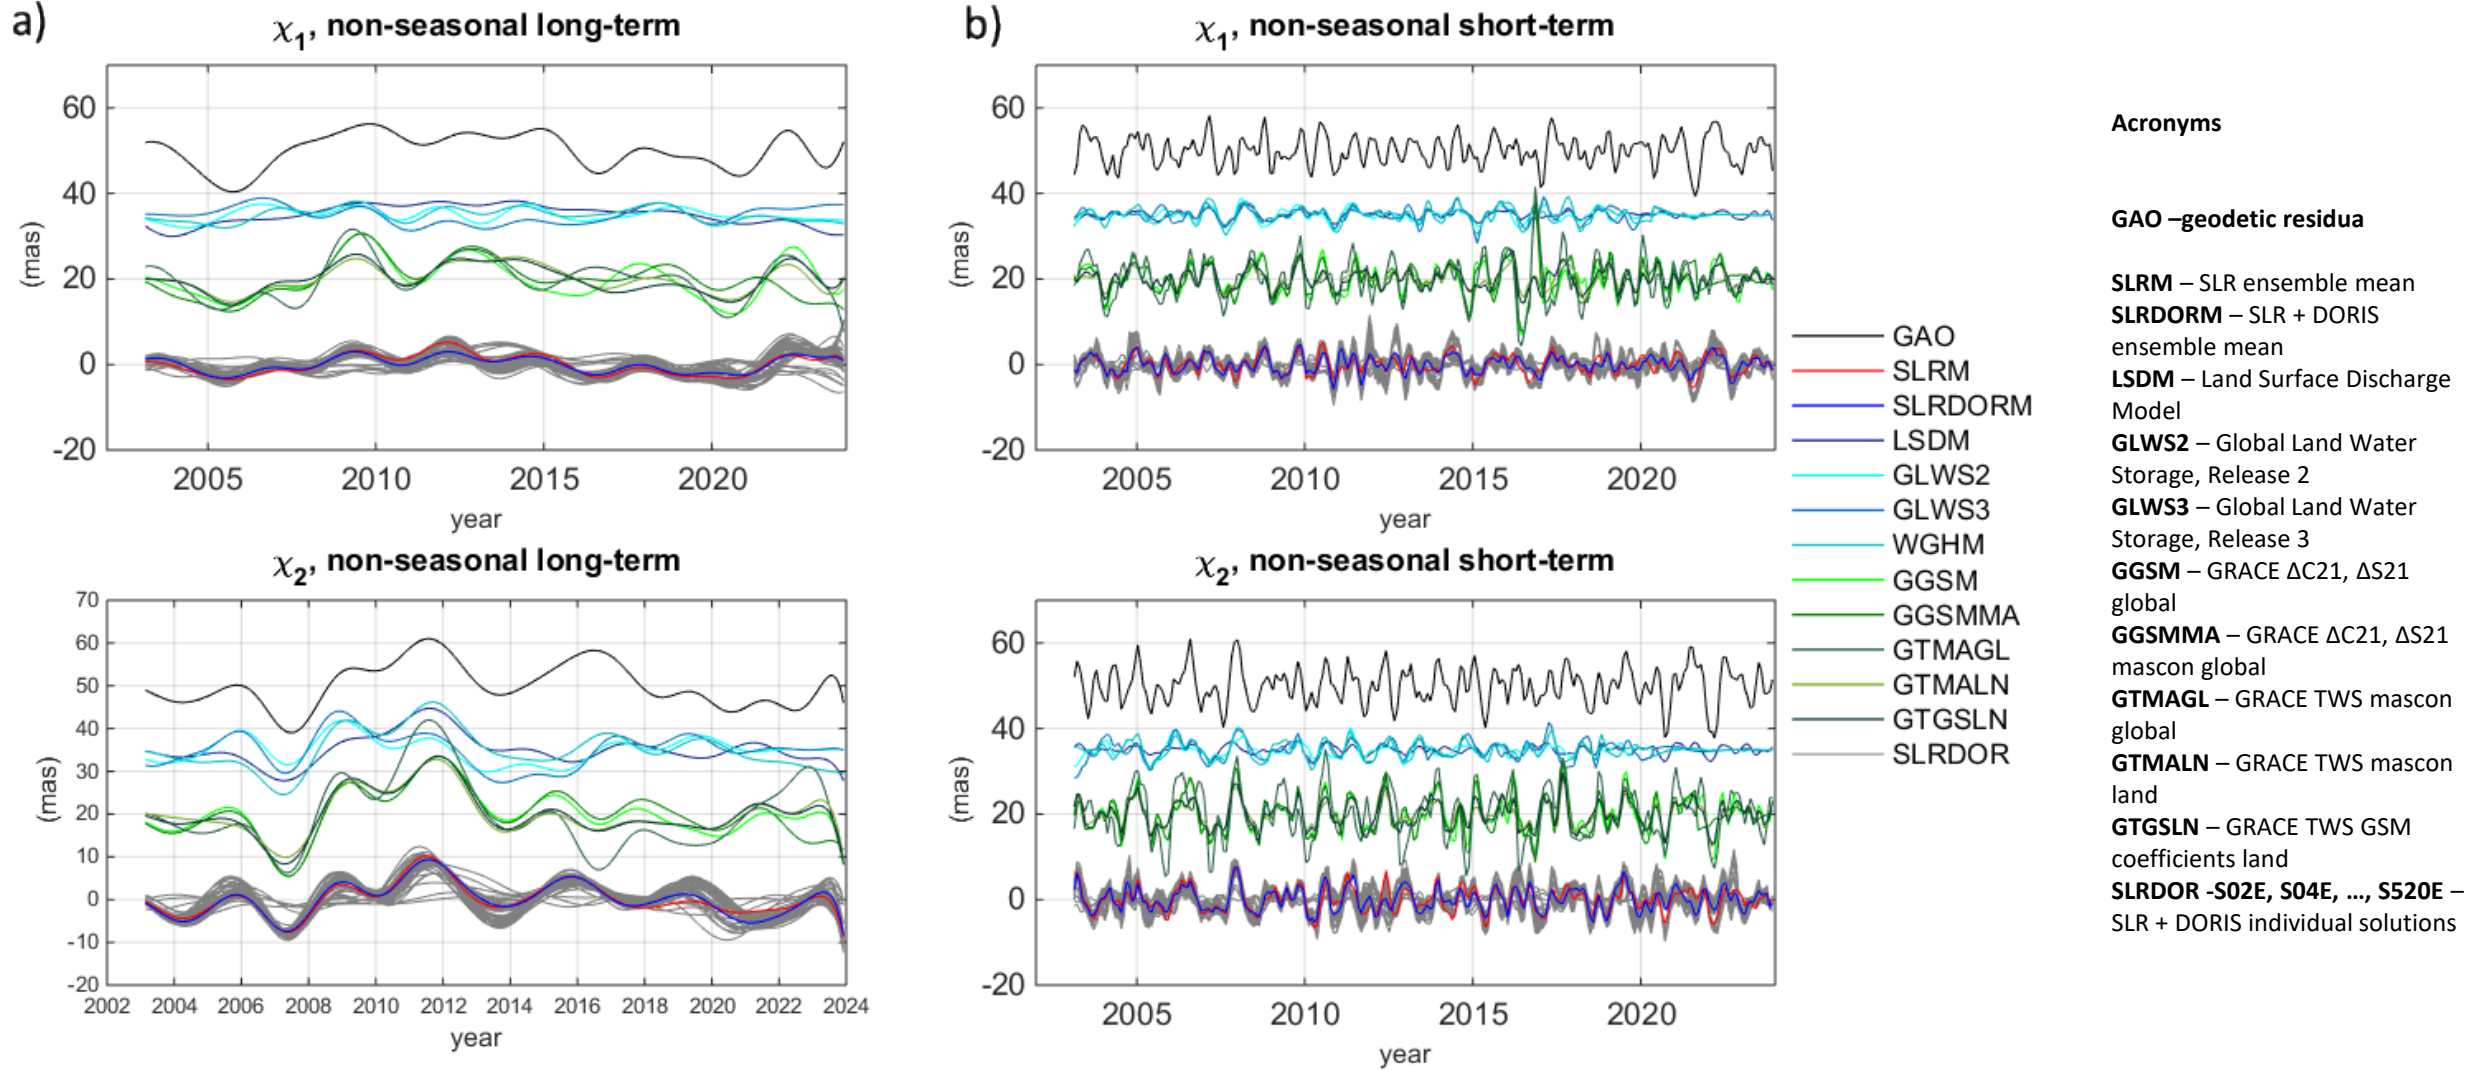 a)
χ1, non-seasonal long-term
60
40
20
0
-20
(mas)
2005
2010
2015
2020
year
b)
χ1, non-seasonal short-term
60
40
20
0
-20
(mas)
2005
2010
2015
2020
year
χ2, non-seasonal long-term
70
60
50
40
30
20
10
0
-10
-20
(mas)
2002
2004
2006
2008
2010
2012
2014
2016
2018
2020
2022
2024
year
χ2, non-seasonal short-term
60
40
20
0
-20
(mas)
2005
2010
2015
2020
year
GAO
SLRM
SLRDORM
LSDM
GLWS2
GLWS3
WGHM
GGSM
GGSMMA
GTMAGL
GTMALN
GTGSLN
SLRDOR
Acronyms
GAO –geodetic residua
SLRM – SLR ensemble mean
SLRDORM – SLR + DORIS
ensemble mean
LSDM – Land Surface Discharge
Model
GLWS2 – Global Land Water
Storage, Release 2
GLWS3 – Global Land Water
Storage, Release 3
GGSM – GRACE ΔC21, ΔS21
global
GGSMMA – GRACE ΔC21, ΔS21
mascon global
GTMAGL – GRACE TWS mascon
global
GTMALN – GRACE TWS mascon
land
GTGSLN – GRACE TWS GSM
coefficients land
SLRDOR -S02E, S04E, ..., S520E –
SLR + DORIS individual solutions